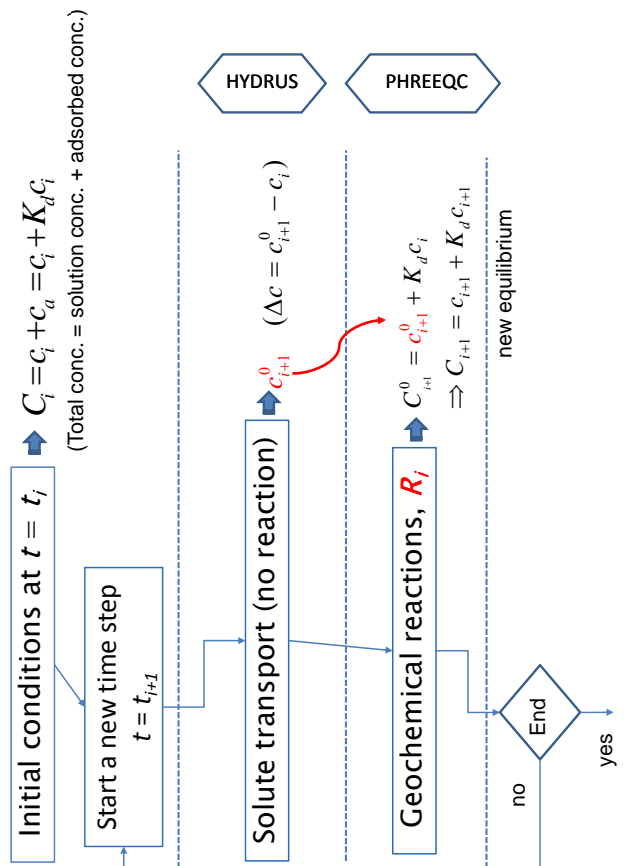 Initial conditions at t = t_i
C_i = c_i + c_a = c_i + K_d c_i
(Total conc. = solution conc. + adsorbed conc.)
Start a new time step
t = t_{i+1}
HYDRUS
Solute transport (no reaction)
c^0_{i+1} (Δc = c^0_{i+1} − c_i)
PHREEQC
Geochemical reactions, R_i
C^0_{i+1} = c^0_{i+1} + K_d c_i
⇒ C_{i+1} = c_{i+1} + K_d c_{i+1}
new equilibrium
End
no
yes